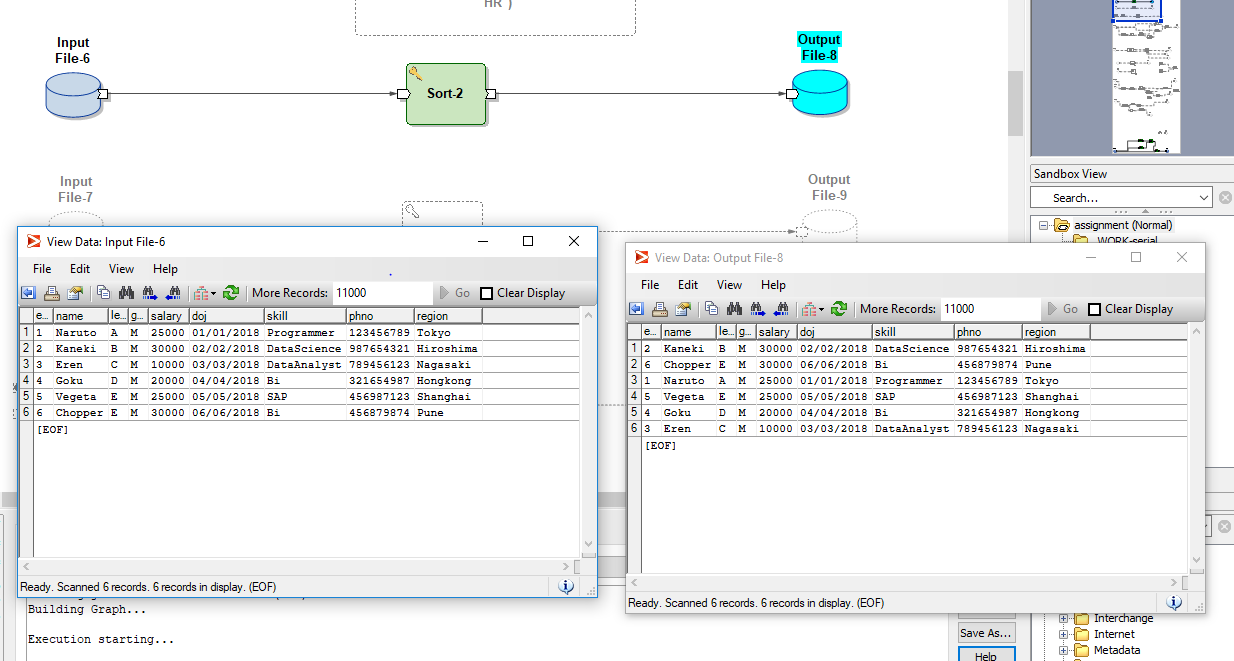 HR )
Input
File-6
Output
File-8
Sort-2
Input
File-7
Output
File-9
Sandbox View
Search...
assignment (Normal)
View Data: Input File-6
File Edit View Help
More Records: 11000 Go Clear Display
e... name le... g... salary doj skill phno region
1 1 Naruto A M 25000 01/01/2018 Programmer 123456789 Tokyo
2 2 Kaneki B M 30000 02/02/2018 DataScience 987654321 Hiroshima
3 3 Eren C M 10000 03/03/2018 DataAnalyst 789456123 Nagasaki
4 4 Goku D M 20000 04/04/2018 Bi 321654987 Hongkong
5 5 Vegeta E M 25000 05/05/2018 SAP 456987123 Shanghai
6 6 Chopper E M 30000 06/06/2018 Bi 456879874 Pune
[EOF]
Ready. Scanned 6 records. 6 records in display. (EOF)
View Data: Output File-8
File Edit View Help
More Records: 11000 Go Clear Display
e... name le... g... salary doj skill phno region
1 2 Kaneki B M 30000 02/02/2018 DataScience 987654321 Hiroshima
2 6 Chopper E M 30000 06/06/2018 Bi 456879874 Pune
3 1 Naruto A M 25000 01/01/2018 Programmer 123456789 Tokyo
4 5 Vegeta E M 25000 05/05/2018 SAP 456987123 Shanghai
5 4 Goku D M 20000 04/04/2018 Bi 321654987 Hongkong
6 3 Eren C M 10000 03/03/2018 DataAnalyst 789456123 Nagasaki
[EOF]
Ready. Scanned 6 records. 6 records in display. (EOF)
Building Graph...
Execution starting...
Save As...
Help
Interchange
Internet
Metadata